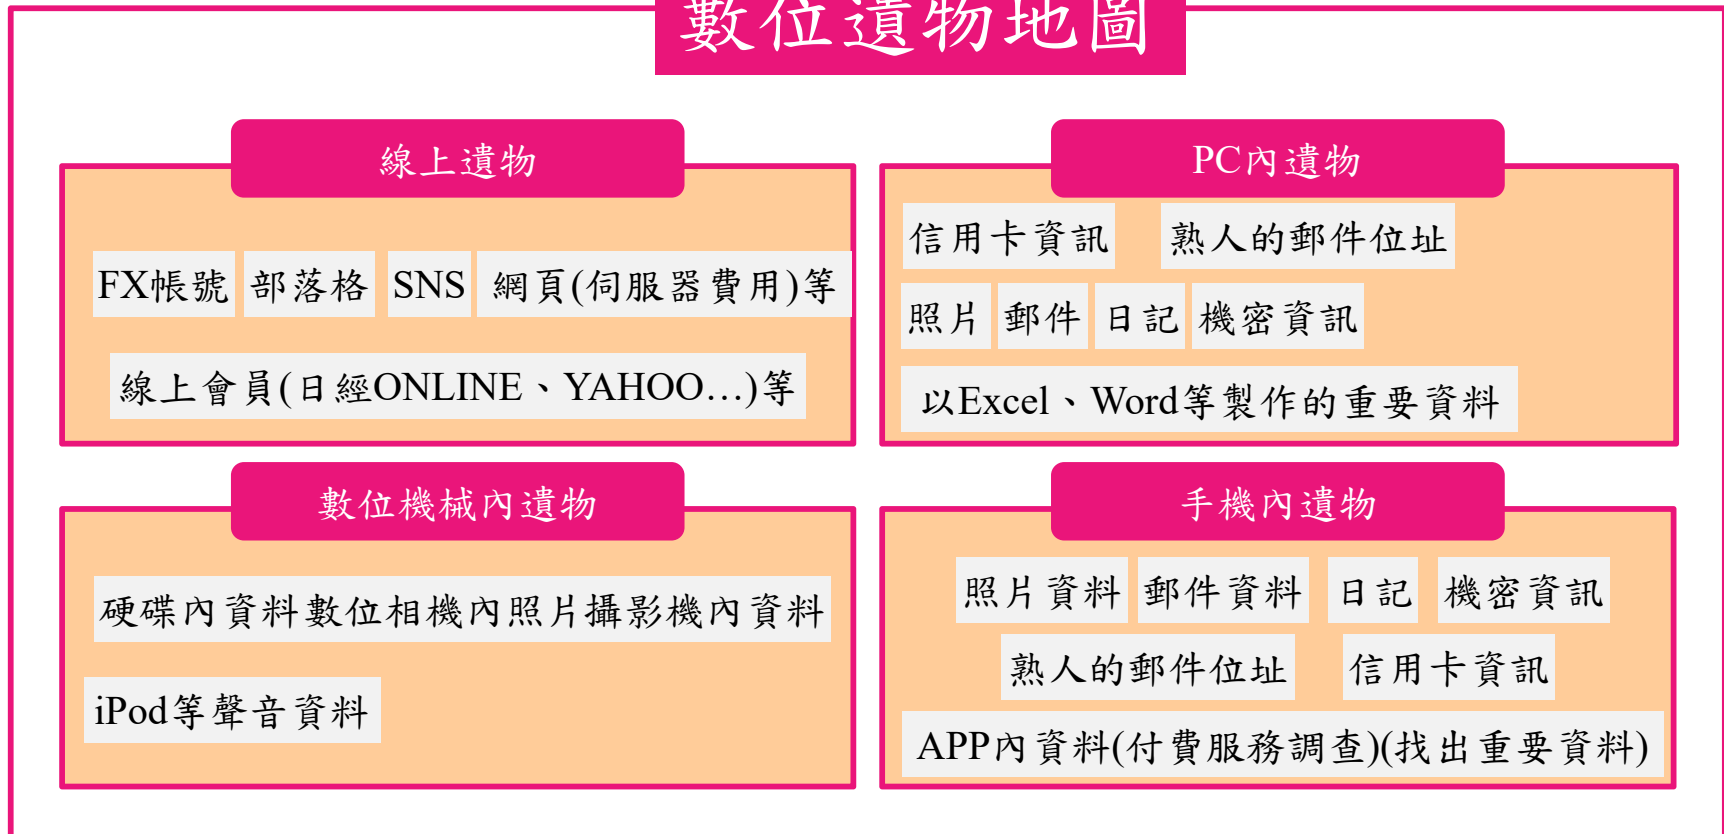 數位遺物地圖
線上遺物
FX帳號 部落格 SNS 網頁(伺服器費用)等
線上會員(日經ONLINE、YAHOO…)等
PC內遺物
信用卡資訊 熟人的郵件位址
照片 郵件 日記 機密資訊
以Excel、Word等製作的重要資料
數位機械內遺物
硬碟內資料數位相機內照片攝影機內資料
iPod等聲音資料
手機內遺物
照片資料 郵件資料 日記 機密資訊
熟人的郵件位址 信用卡資訊
APP內資料(付費服務調查)(找出重要資料)